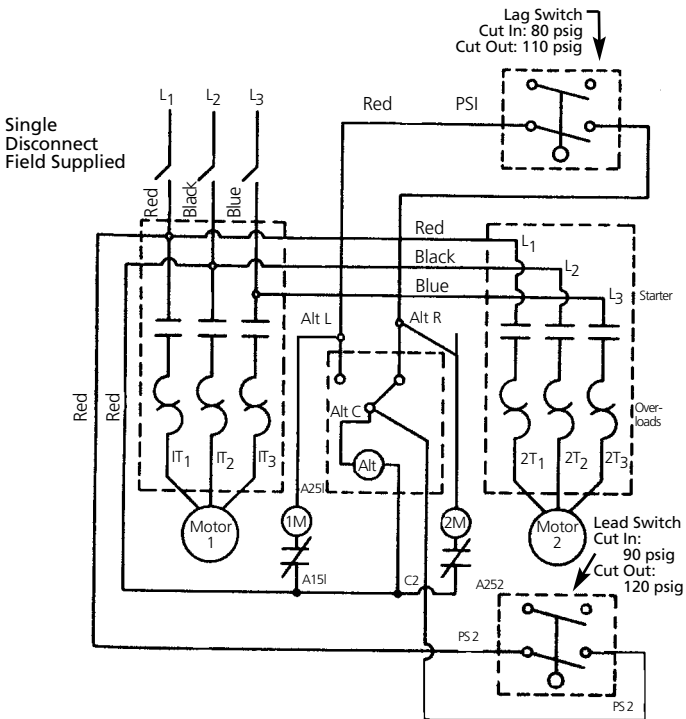 Lag Switch
Cut In: 80 psig
Cut Out: 110 psig
L1
L2
L3
Red
PSI
Single
Disconnect
Field Supplied
Red
Black
Blue
Red
L1
Black
L2
Blue
L3
Starter
Alt L
Alt R
Red
Red
Alt C
Over-
loads
Alt
IT1
IT2
IT3
2T1
2T2
2T3
A25I
1M
2M
Motor
1
Motor
2
Lead Switch
Cut In:
90 psig
Cut Out:
120 psig
A15I
C2
A252
PS 2
PS 2